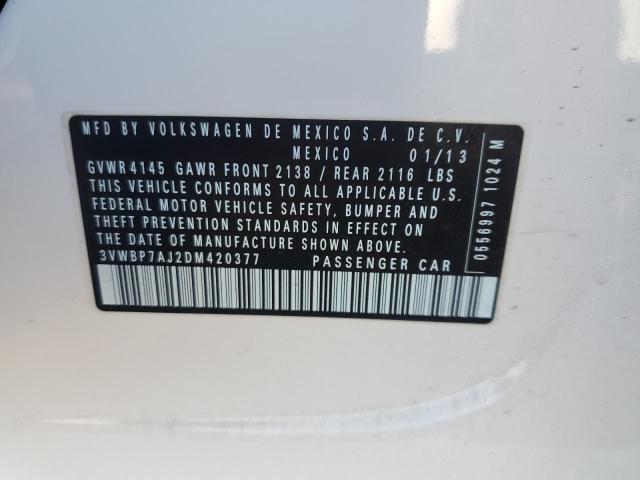 MFD BY VOLKSWAGEN DE MEXICO S.A. DE C.V.
MEXICO 01/13
GVWR 4145 GAWR FRONT 2138 / REAR 2116 LBS
THIS VEHICLE CONFORMS TO ALL APPLICABLE U.S.
FEDERAL MOTOR VEHICLE SAFETY, BUMPER AND
THEFT PREVENTION STANDARDS IN EFFECT ON
THE DATE OF MANUFACTURE SHOWN ABOVE.
3VWBP7AJ2DM420377 PASSENGER CAR
0556997 1024 M